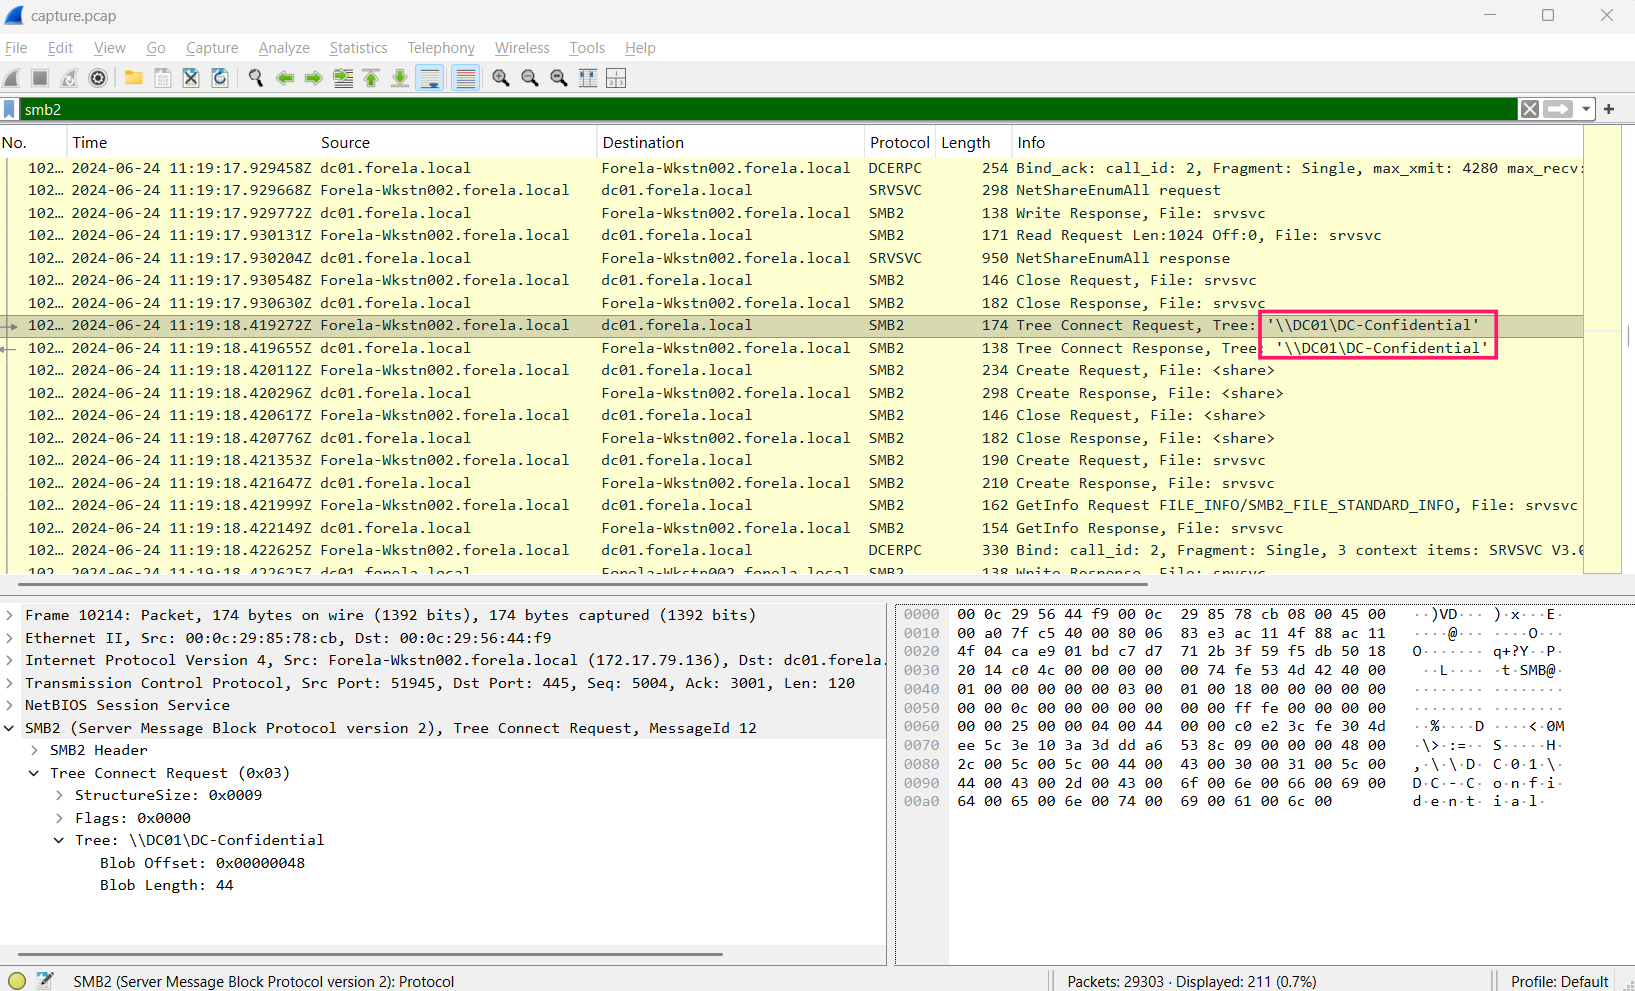 capture.pcap
File Edit View Go Capture Analyze Statistics Telephony Wireless Tools Help
smb2
No. Time Source Destination Protocol Length Info
102… 2024-06-24 11:19:17.929458Z dc01.forela.local Forela-Wkstn002.forela.local DCERPC 254 Bind_ack: call_id: 2, Fragment: Single, max_xmit: 4280 max_recv:
102… 2024-06-24 11:19:17.929668Z Forela-Wkstn002.forela.local dc01.forela.local SRVSVC 298 NetShareEnumAll request
102… 2024-06-24 11:19:17.929772Z dc01.forela.local Forela-Wkstn002.forela.local SMB2 138 Write Response, File: srvsvc
102… 2024-06-24 11:19:17.930131Z Forela-Wkstn002.forela.local dc01.forela.local SMB2 171 Read Request Len:1024 Off:0, File: srvsvc
102… 2024-06-24 11:19:17.930204Z dc01.forela.local Forela-Wkstn002.forela.local SRVSVC 950 NetShareEnumAll response
102… 2024-06-24 11:19:17.930548Z Forela-Wkstn002.forela.local dc01.forela.local SMB2 146 Close Request, File: srvsvc
102… 2024-06-24 11:19:17.930630Z dc01.forela.local Forela-Wkstn002.forela.local SMB2 182 Close Response, File: srvsvc
102… 2024-06-24 11:19:18.419272Z Forela-Wkstn002.forela.local dc01.forela.local SMB2 174 Tree Connect Request, Tree: '\\DC01\DC-Confidential'
102… 2024-06-24 11:19:18.419655Z dc01.forela.local Forela-Wkstn002.forela.local SMB2 138 Tree Connect Response, Tree: '\\DC01\DC-Confidential'
102… 2024-06-24 11:19:18.420112Z Forela-Wkstn002.forela.local dc01.forela.local SMB2 234 Create Request, File: <share>
102… 2024-06-24 11:19:18.420296Z dc01.forela.local Forela-Wkstn002.forela.local SMB2 298 Create Response, File: <share>
102… 2024-06-24 11:19:18.420617Z Forela-Wkstn002.forela.local dc01.forela.local SMB2 146 Close Request, File: <share>
102… 2024-06-24 11:19:18.420776Z dc01.forela.local Forela-Wkstn002.forela.local SMB2 182 Close Response, File: <share>
102… 2024-06-24 11:19:18.421353Z Forela-Wkstn002.forela.local dc01.forela.local SMB2 190 Create Request, File: srvsvc
102… 2024-06-24 11:19:18.421647Z dc01.forela.local Forela-Wkstn002.forela.local SMB2 210 Create Response, File: srvsvc
102… 2024-06-24 11:19:18.421999Z Forela-Wkstn002.forela.local dc01.forela.local SMB2 162 GetInfo Request FILE_INFO/SMB2_FILE_STANDARD_INFO, File: srvsvc
102… 2024-06-24 11:19:18.422149Z dc01.forela.local Forela-Wkstn002.forela.local SMB2 154 GetInfo Response, File: srvsvc
102… 2024-06-24 11:19:18.422625Z Forela-Wkstn002.forela.local dc01.forela.local DCERPC 330 Bind: call_id: 2, Fragment: Single, 3 context items: SRVSVC V3.0
Frame 10214: Packet, 174 bytes on wire (1392 bits), 174 bytes captured (1392 bits)
Ethernet II, Src: 00:0c:29:85:78:cb, Dst: 00:0c:29:56:44:f9
Internet Protocol Version 4, Src: Forela-Wkstn002.forela.local (172.17.79.136), Dst: dc01.forela.
Transmission Control Protocol, Src Port: 51945, Dst Port: 445, Seq: 5004, Ack: 3001, Len: 120
NetBIOS Session Service
SMB2 (Server Message Block Protocol version 2), Tree Connect Request, MessageId 12
SMB2 Header
Tree Connect Request (0x03)
StructureSize: 0x0009
Flags: 0x0000
Tree: \\DC01\DC-Confidential
Blob Offset: 0x00000048
Blob Length: 44
0000 00 0c 29 56 44 f9 00 0c 29 85 78 cb 08 00 45 00 ··)VD··· )·x···E·
0010 00 a0 7f c5 40 00 80 06 83 e3 ac 11 4f 88 ac 11 ····@··· ····O···
0020 4f 04 ca e9 01 bd c7 d7 71 2b 3f 59 f5 db 50 18 O······· q+?Y··P·
0030 20 14 c0 4c 00 00 00 00 00 74 fe 53 4d 42 40 00 ··L···· ·t·SMB@·
0040 01 00 00 00 00 00 03 00 01 00 18 00 00 00 00 00 ········ ········
0050 00 00 0c 00 00 00 00 00 00 00 ff fe 00 00 00 00 ········ ········
0060 00 00 25 00 00 04 00 44 00 00 c0 e2 3c fe 30 4d ··%····D ····<·0M
0070 ee 5c 3e 10 3a 3d dd a6 53 8c 09 00 00 00 48 00 ·\>·:=·· S·····H·
0080 2c 00 5c 00 5c 00 44 00 43 00 30 00 31 00 5c 00 ,·\·\·D· C·0·1·\·
0090 44 00 43 00 2d 00 43 00 6f 00 6e 00 66 00 69 00 D·C·-·C· o·n·f·i·
00a0 64 00 65 00 6e 00 74 00 69 00 61 00 6c 00 d·e·n·t· i·a·l·
SMB2 (Server Message Block Protocol version 2): Protocol
Packets: 29303 · Displayed: 211 (0.7%)
Profile: Default